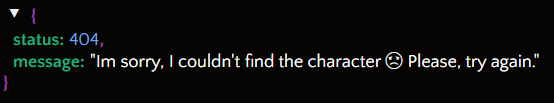 ▼ {
status: 404,
message: "Im sorry, I couldn't find the character 😟 Please, try again."
}